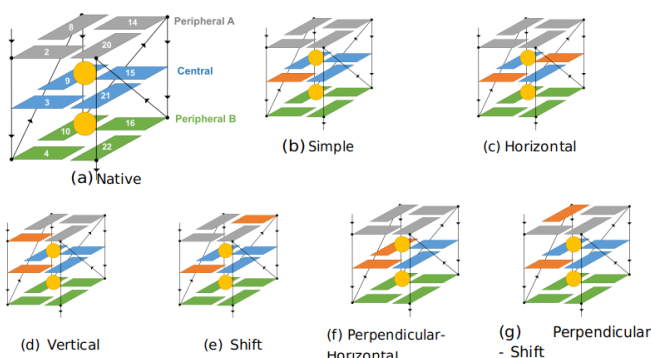 8 14 Peripheral A
2 20
9 15 Central
3 21
10 16 Peripheral B
4 22
(a) Native
(b) Simple
(c) Horizontal
(d) Vertical
(e) Shift
(f) Perpendicular-
Horizontal
(g) Perpendicular
- Shift